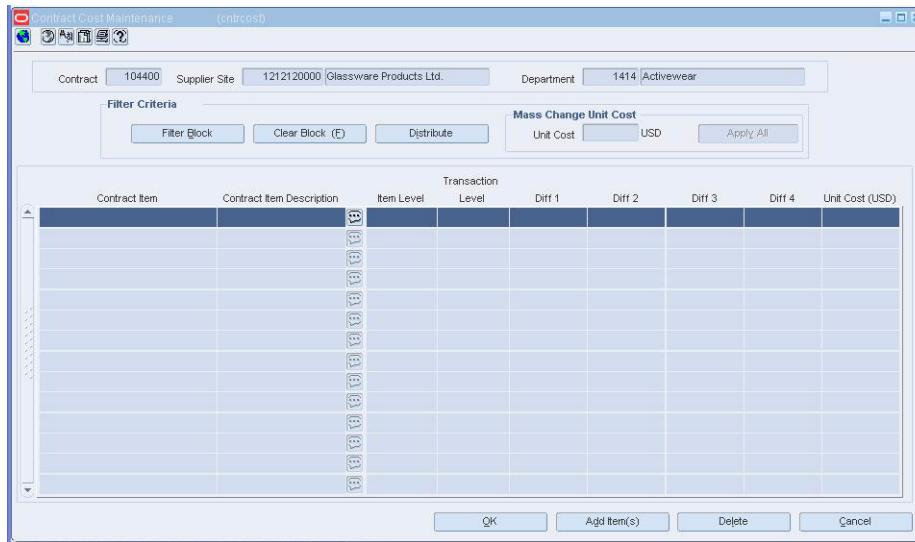 Contract Cost Maintenance (cntrcost)
Contract 104400 Supplier Site 1212120000 Glassware Products Ltd. Department 1414 Activewear
Filter Criteria
Filter Block Clear Block (F) Distribute
Mass Change Unit Cost
Unit Cost USD Apply All
Contract Item Contract Item Description Item Level Transaction Level Diff 1 Diff 2 Diff 3 Diff 4 Unit Cost (USD)
OK Add Item(s) Delete Cancel